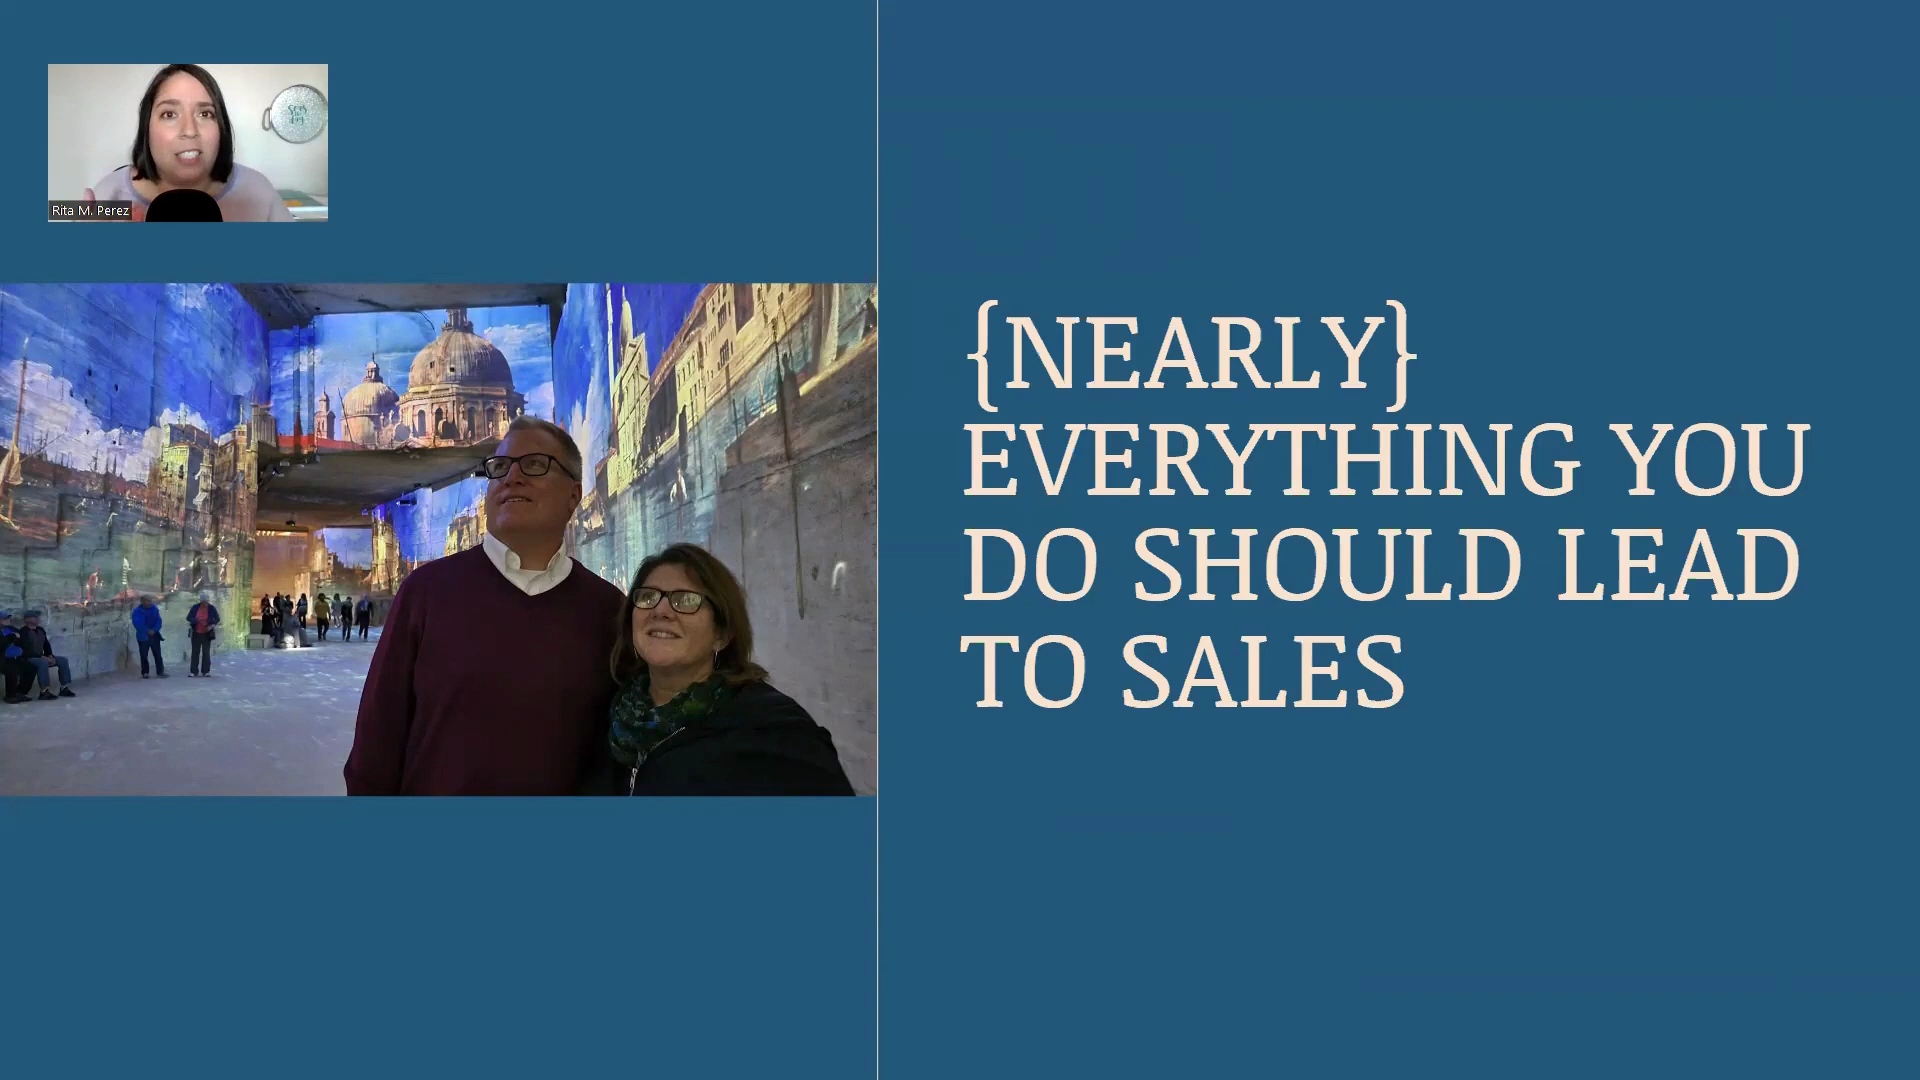 Rita M. Perez
{NEARLY}
EVERYTHING YOU
DO SHOULD LEAD
TO SALES